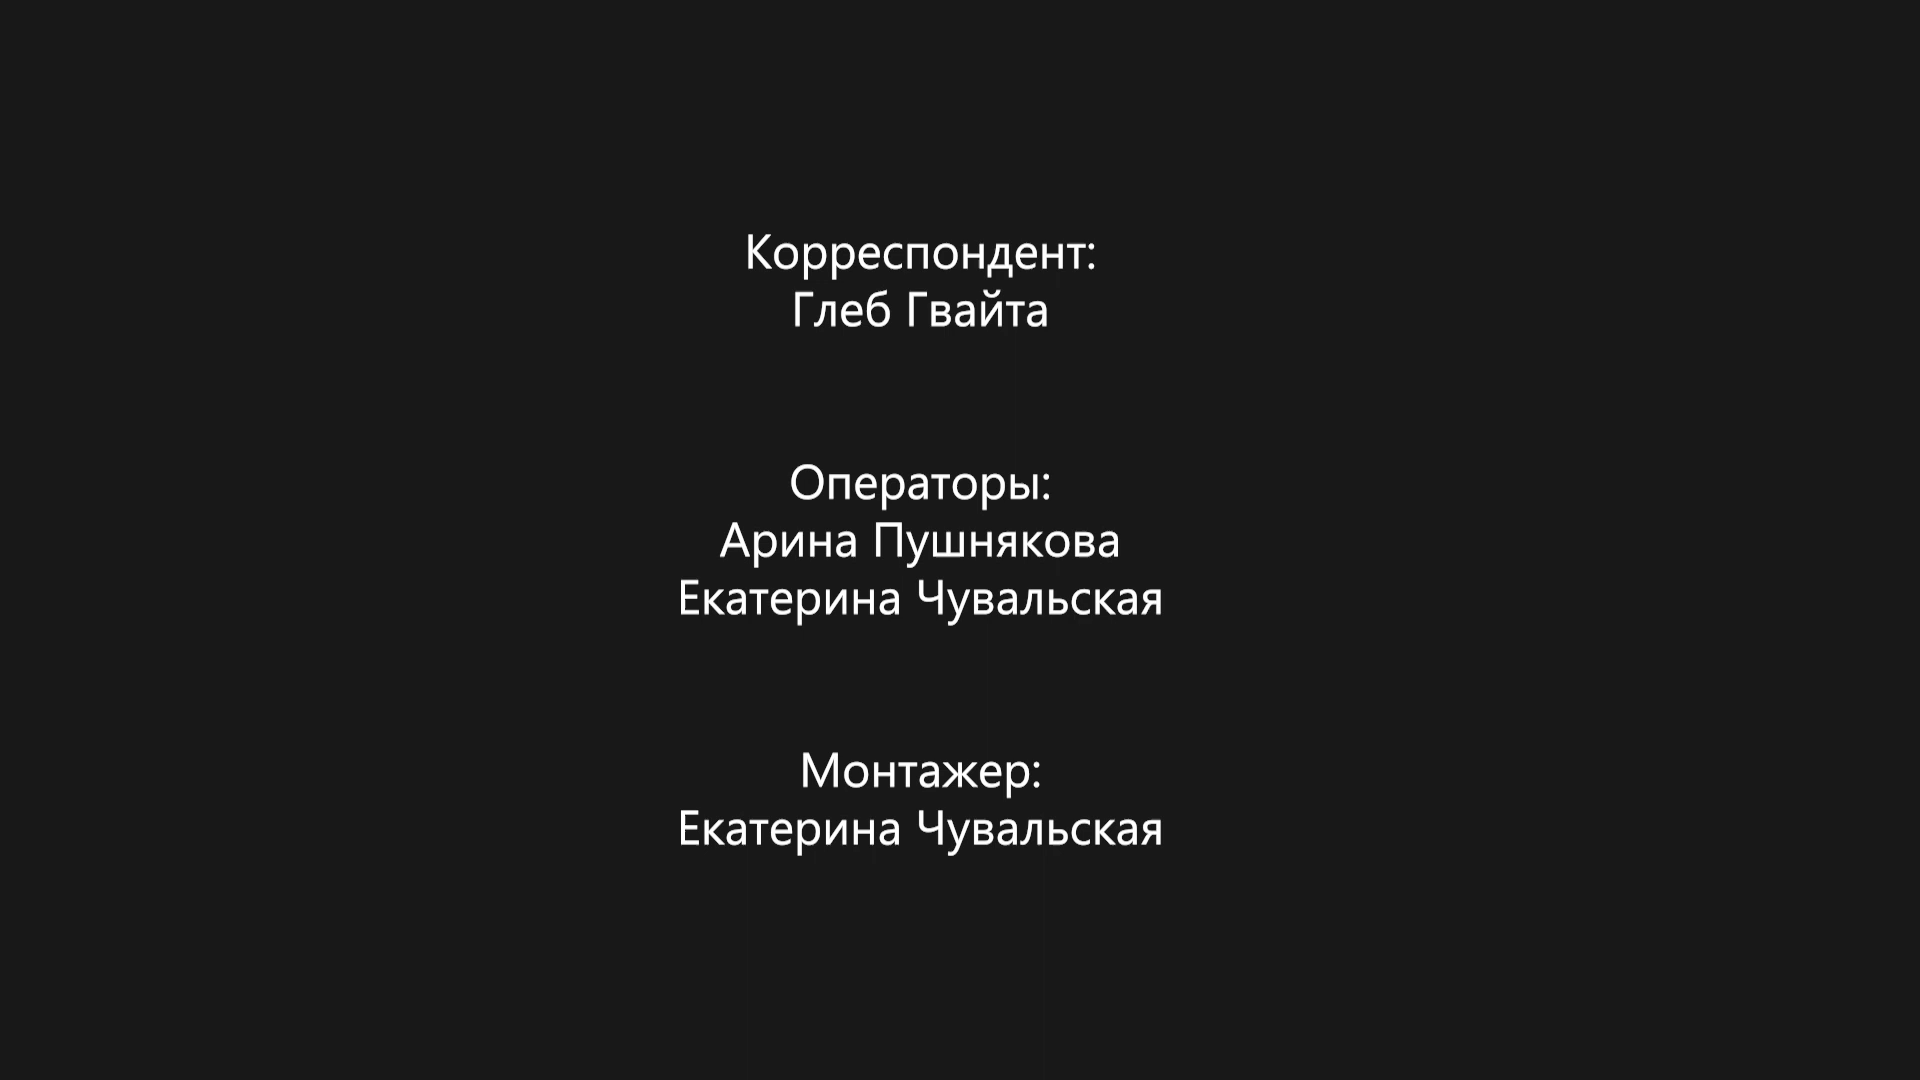 Корреспондент:
Глеб Гвайта
Операторы:
Арина Пушнякова
Екатерина Чувальская
Монтажер:
Екатерина Чувальская